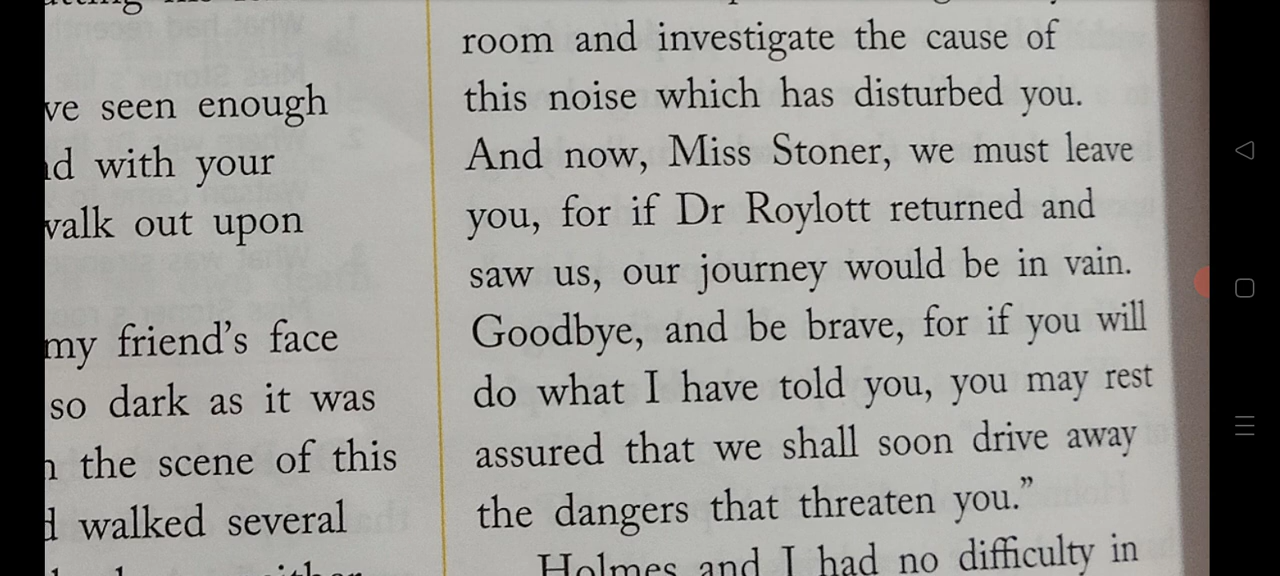 ve seen enough
with your
walk out upon
my friend's face
so dark as it was
the scene of this
walked several
room and investigate the cause of
this noise which has disturbed you.
And now, Miss Stoner, we must leave
you, for if Dr Roylott returned and
saw us, our journey would be in vain.
Goodbye, and be brave, for if you will
do what I have told you, you may rest
assured that we shall soon drive away
the dangers that threaten you.”
Holmes and I had no difficulty in